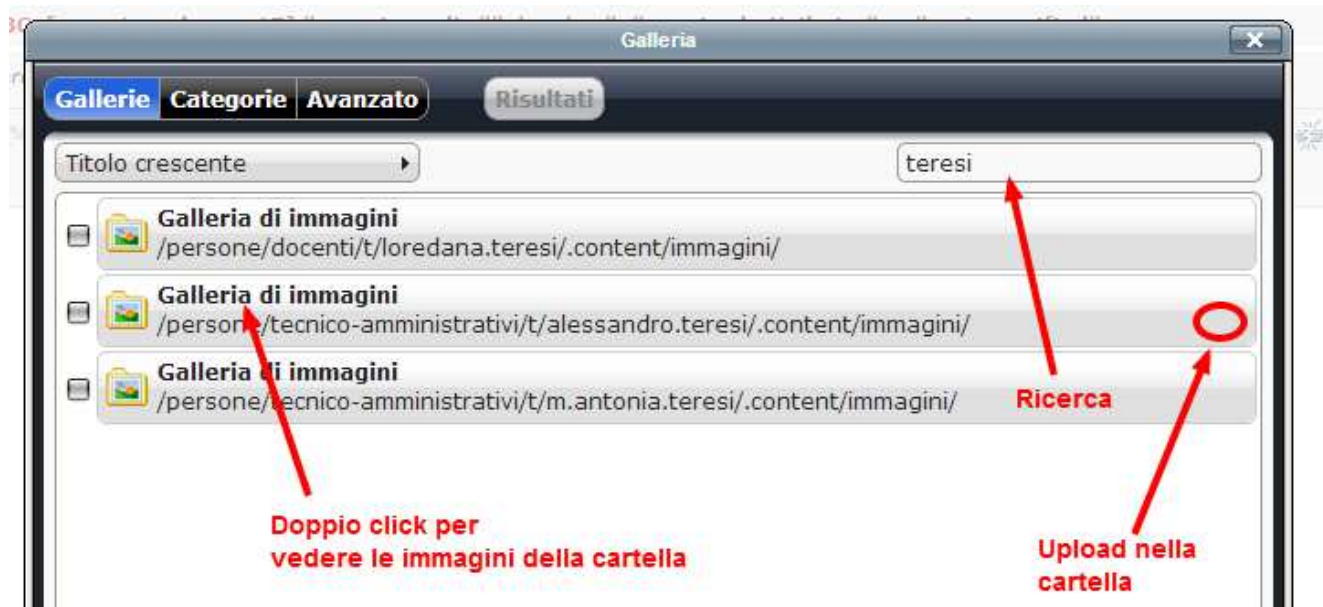 Galleria
Gallerie Categorie Avanzato Risultati
Titolo crescente
teresi
Galleria di immagini
/persone/docenti/t/loredana.teresi/.content/immagini/
Galleria di immagini
/persone/tecnico-amministrativi/t/alessandro.teresi/.content/immagini/
Galleria di immagini
/persone/tecnico-amministrativi/t/m.antonia.teresi/.content/immagini/
Ricerca
Doppio click per
vedere le immagini della cartella
Upload nella
cartella